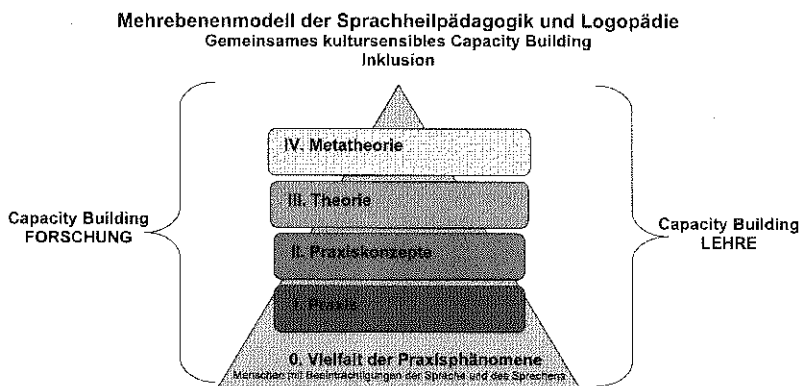 Mehrebenenmodell der Sprachheilpädagogik und Logopädie
Gemeinsames kultursensibles Capacity Building
Inklusion
IV. Metatheorie
III. Theorie
Capacity Building
FORSCHUNG
Capacity Building
LEHRE
II. Praxiskonzepte
I. Praxis
0. Vielfalt der Praxisphänomene
Menschen mit Beeinträchtigungen der Sprache und des Sprechens